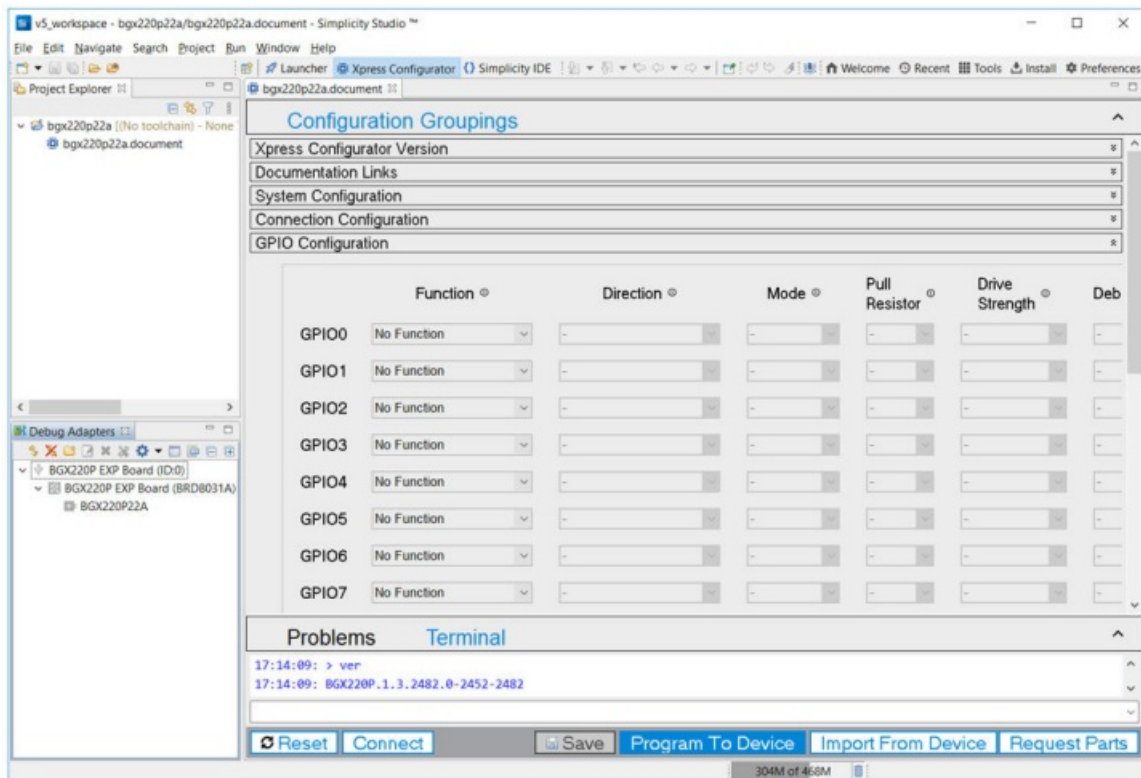 v5_workspace - bgx220p22a/bgx220p22a.document - Simplicity Studio ™
File Edit Navigate Search Project Run Window Help
Launcher Xpress Configurator {} Simplicity IDE Welcome Recent Tools Install Preferences
Project Explorer
bgx220p22a.document
bgx220p22a [(No toolchain) - None
bgx220p22a.document
Configuration Groupings
Xpress Configurator Version
Documentation Links
System Configuration
Connection Configuration
GPIO Configuration
Function Direction Mode Pull Resistor Drive Strength Deb
GPIO0 No Function - - - - -
GPIO1 No Function - - - - -
GPIO2 No Function - - - - -
GPIO3 No Function - - - - -
GPIO4 No Function - - - - -
GPIO5 No Function - - - - -
GPIO6 No Function - - - - -
GPIO7 No Function - - - - -
Debug Adapters
BGX220P EXP Board (ID:0)
BGX220P EXP Board (BRD8031A)
BGX220P22A
Problems Terminal
17:14:09: > ver
17:14:09: BGX220P.1.3.2482.0-2452-2482
Reset Connect Save Program To Device Import From Device Request Parts
304M of 468M